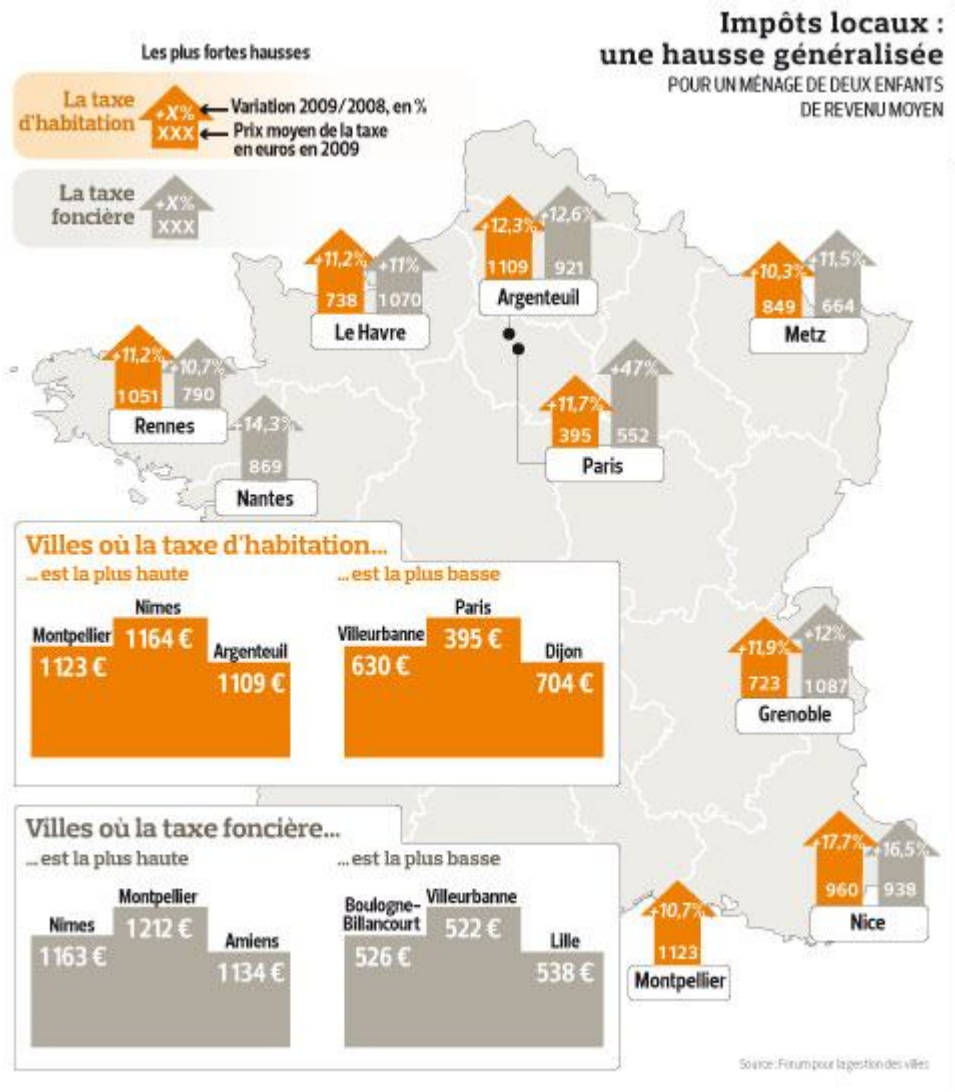 Impôts locaux :
une hausse généralisée
POUR UN MÉNAGE DE DEUX ENFANTS
DE REVENU MOYEN
Les plus fortes hausses
La taxe
d'habitation
+X%
XXX
Variation 2009/2008, en %
Prix moyen de la taxe
en euros en 2009
La taxe
foncière
+X%
XXX
+12,3%
1109
+12,6%
921
Argenteuil
+11,2%
738
+11%
1070
Le Havre
+10,3%
849
+11,5%
664
Metz
+11,2%
1051
+10,7%
790
Rennes
+14,3%
869
Nantes
+11,7%
395
+47%
552
Paris
Villes où la taxe d'habitation...
... est la plus haute
Nîmes
1164 €
Montpellier
1123 €
Argenteuil
1109 €
... est la plus basse
Paris
395 €
Villeurbanne
630 €
Dijon
704 €
+11,9%
723
+12%
1087
Grenoble
Villes où la taxe foncière...
... est la plus haute
Montpellier
1212 €
Nîmes
1163 €
Amiens
1134 €
... est la plus basse
Villeurbanne
522 €
Boulogne-
Billancourt
526 €
Lille
538 €
+17,7%
960
+16,5%
938
Nice
+10,7%
1123
Montpellier
Source : Forum pour la gestion des villes